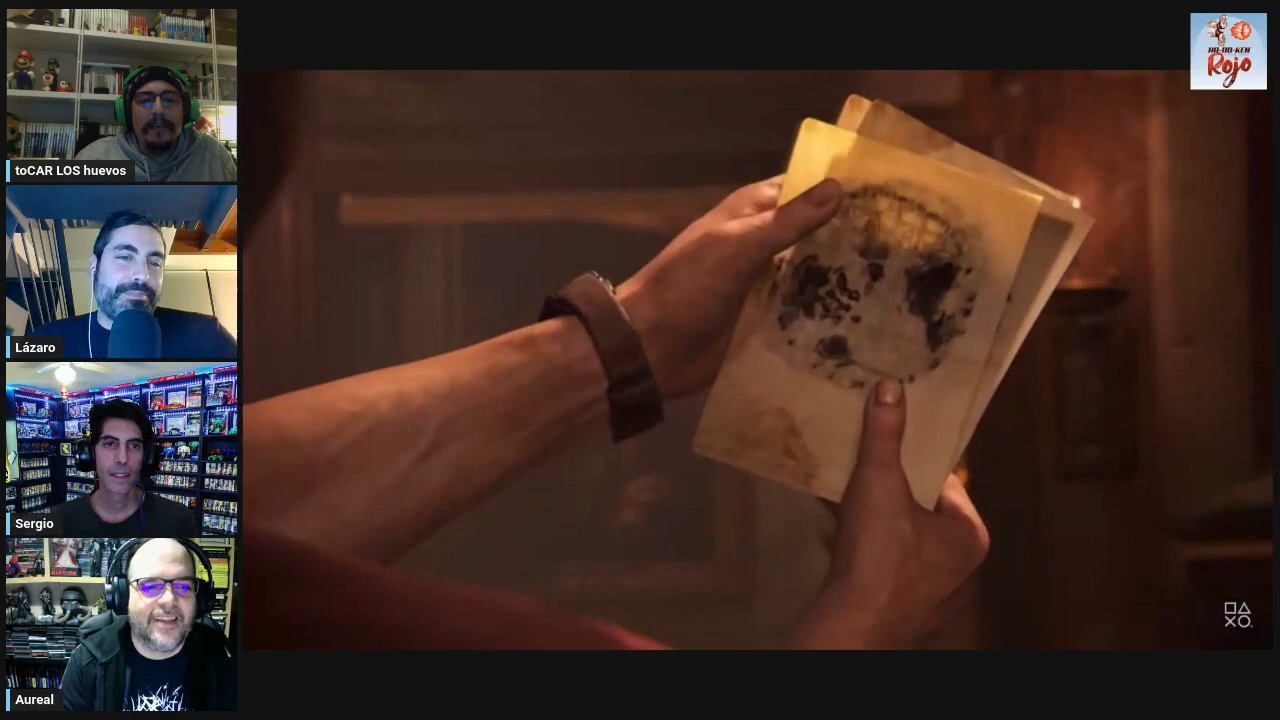 toCAR LOS huevos
Lázaro
Sergio
Aureal
HA-DO-KEN
Rojo